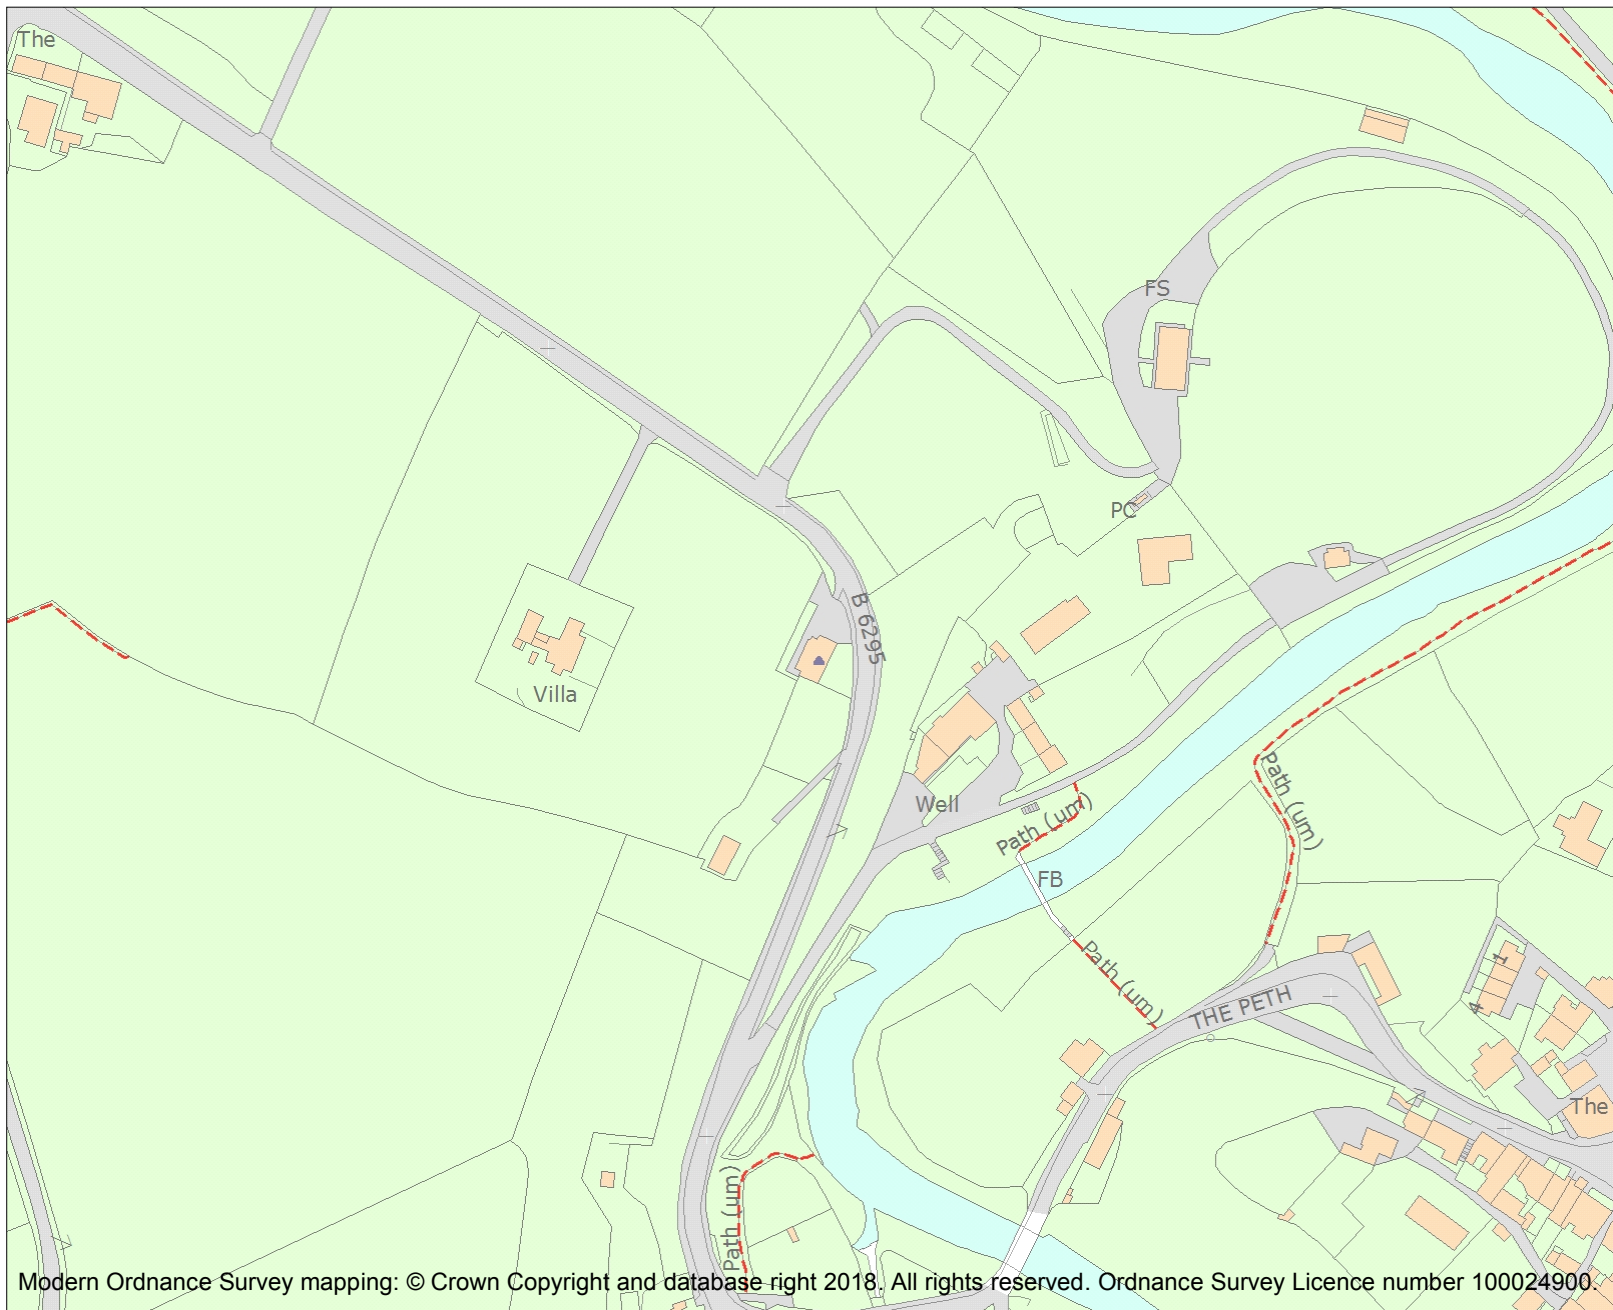 The
FS
PC
B 6295
Villa
Path (um)
Well
Path (um)
FB
Path (um)
1
4
THE PETH
The
Path (um)
Modern Ordnance Survey mapping: © Crown Copyright and database right 2018. All rights reserved. Ordnance Survey Licence number 100024900.